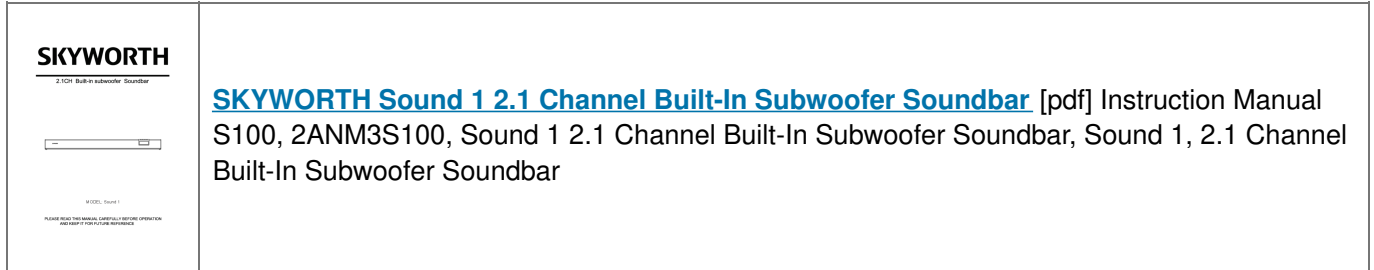 SKYWORTH
2.1CH Built-in subwoofer Soundbar
MODEL: Sound 1
PLEASE READ THIS MANUAL CAREFULLY BEFORE OPERATION
AND KEEP IT FOR FUTURE REFERENCE
SKYWORTH Sound 1 2.1 Channel Built-In Subwoofer Soundbar [pdf] Instruction Manual
S100, 2ANM3S100, Sound 1 2.1 Channel Built-In Subwoofer Soundbar, Sound 1, 2.1 Channel
Built-In Subwoofer Soundbar